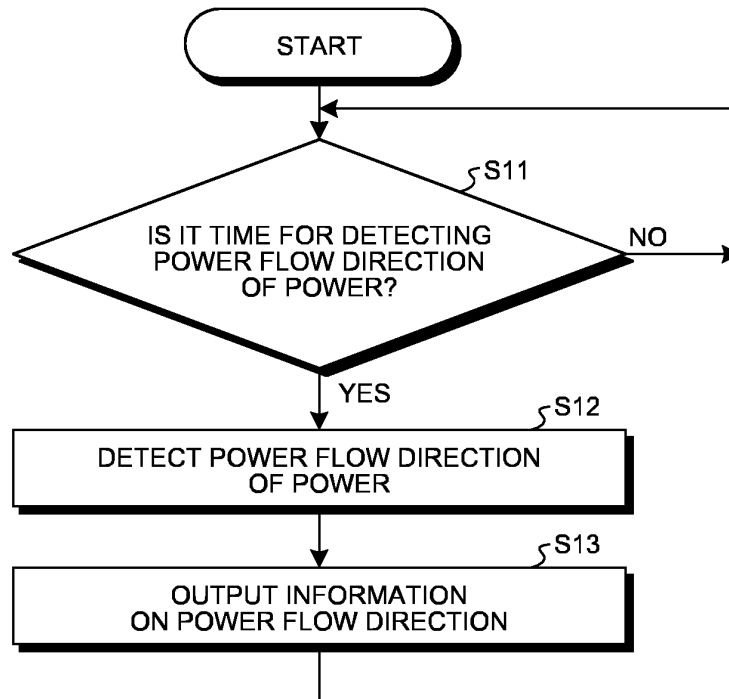 START
S11
IS IT TIME FOR DETECTING
POWER FLOW DIRECTION
OF POWER?
NO
YES
S12
DETECT POWER FLOW DIRECTION
OF POWER
S13
OUTPUT INFORMATION
ON POWER FLOW DIRECTION